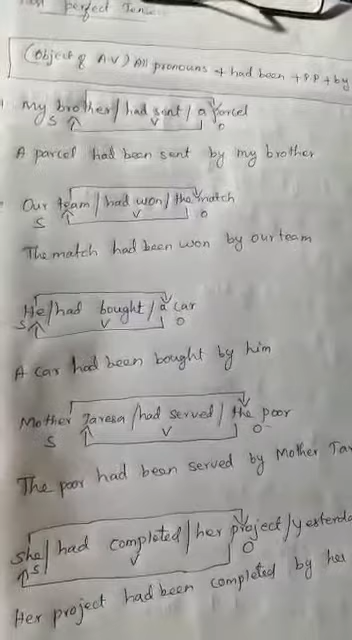 perfect Tense
(Object of A.V) All pronouns + had been + P.P + by
My brother / had sent / a parcel
S V O
A parcel had been sent by my brother
Our team / had won / the match
S V O
The match had been won by our team
He / had bought / a car
S V O
A car had been bought by him
Mother Taresa / had served / the poor
S V O
The poor had been served by Mother
She / had completed / her project /
S V O
Her project had been completed by her